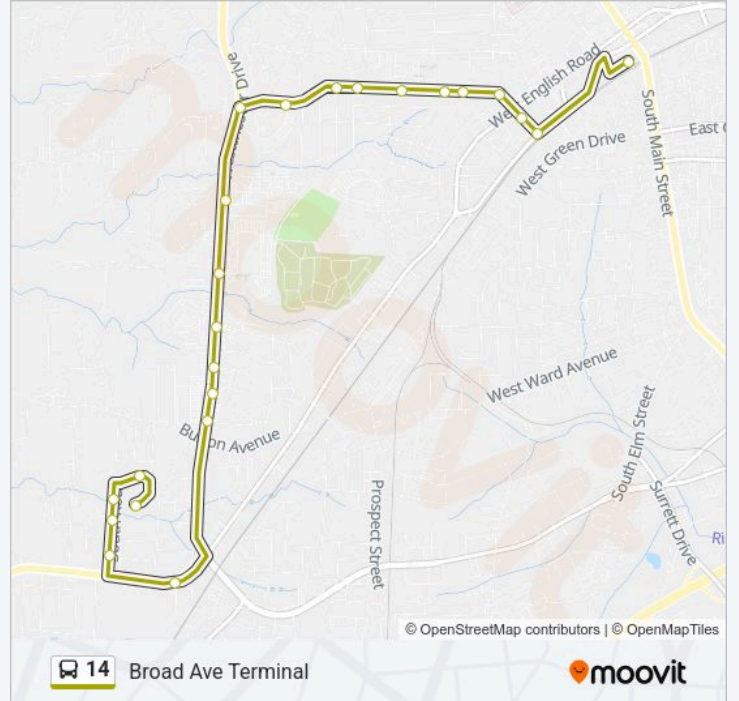 West English Road
Drive
South Main Street
West Green Drive
East
West Ward Avenue
South Elm Street
Avenue
Prospect Street
Surrett Drive
© OpenStreetMap contributors | © OpenMapTiles
14 Broad Ave Terminal
moovit